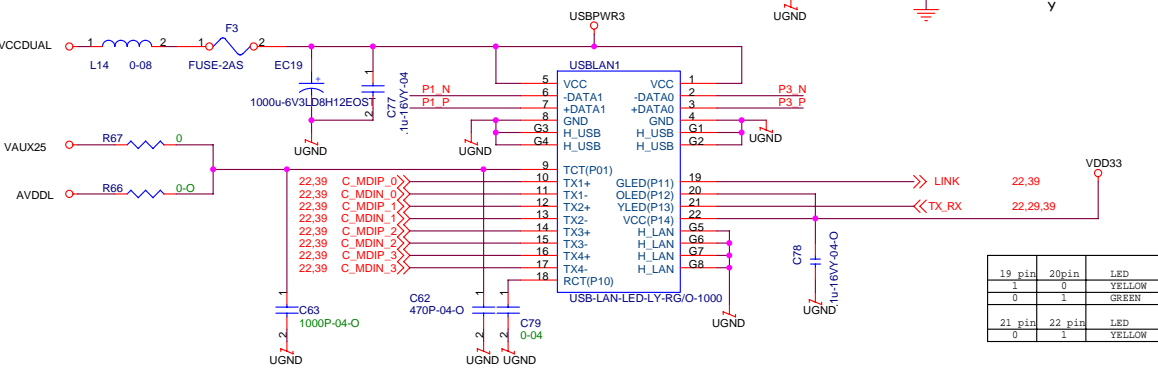 UGND
Y
VCCDUAL
1 2
L14 0-08
F3
1 2
FUSE-2AS
EC19
+
1000u-6V3LD8H12EOST
UGND
1 2
C77
.1u-16VY-04
USBPWR3
USBLAN1
P1_N
P1_P
5 VCC
6 -DATA1
7 +DATA1
8 GND
G3 H_USB
G4 H_USB
UGND
VCC 1
-DATA0 2
+DATA0 3
GND 4
H_USB G1
H_USB G2
P3_N
P3_P
UGND
VAUX25
R67 0
AVDDL
R66 0-O
22,39 C_MDIP_0
22,39 C_MDIN_0
22,39 C_MDIP_1
22,39 C_MDIN_1
22,39 C_MDIP_2
22,39 C_MDIN_2
22,39 C_MDIP_3
22,39 C_MDIN_3
9 TCT(P01)
10 TX1+
11 TX1-
12 TX2+
13 TX2-
14 TX3+
15 TX3-
16 TX4+
17 TX4-
18 RCT(P10)
GLED(P11) 19
OLED(P12) 20
YLED(P13) 21
VCC(P14) 22
H_LAN G5
H_LAN G6
H_LAN G7
H_LAN G8
USB-LAN-LED-LY-RG/O-1000
LINK 22,39
TX_RX 22,29,39
VDD33
C78
.1u-16VY-04-O
UGND
UGND
1 2
C63
1000P-04-O
UGND
C62
470P-04-O
1 2
UGND
1 2
C79
0-04
UGND
19 pin 20pin LED
1 0 YELLOW
0 1 GREEN
21 pin 22 pin LED
0 1 YELLOW